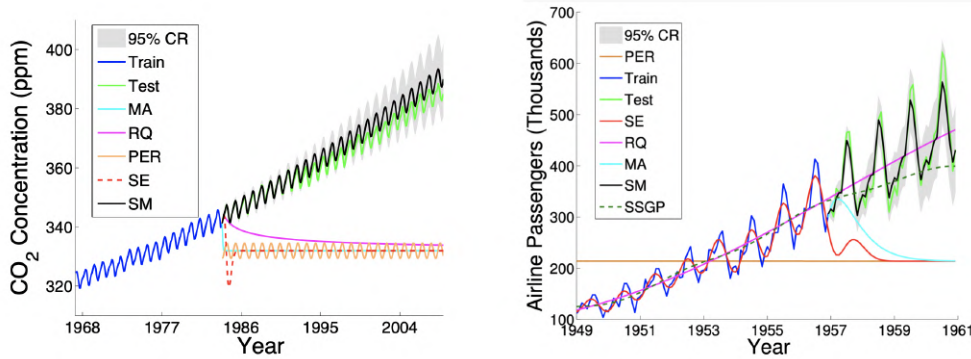 CO2 Concentration (ppm)
400
380
360
340
320
95% CR
Train
Test
MA
RQ
PER
SE
SM
1968
1977
1986
1995
2004
Year
Airline Passengers (Thousands)
700
600
500
400
300
200
100
95% CR
PER
Train
Test
SE
RQ
MA
SM
SSGP
1949
1951
1953
1955
1957
1959
1961
Year